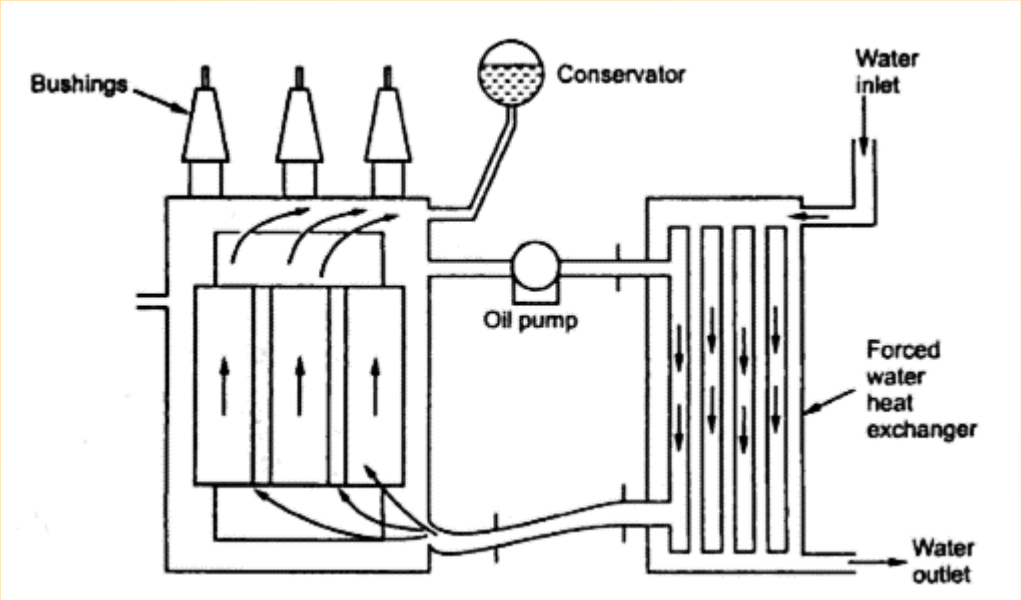 Bushings
Conservator
Water
inlet
Oil pump
Forced
water
heat
exchanger
Water
outlet